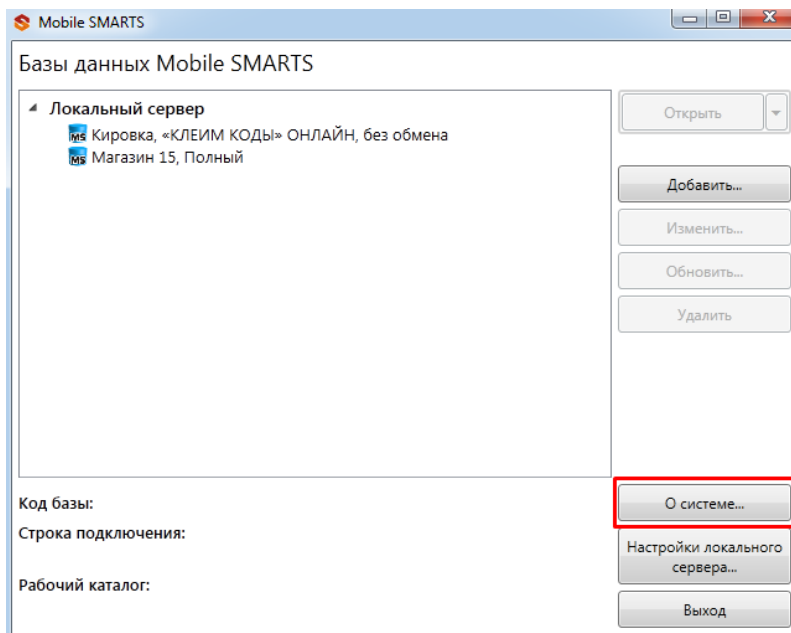 Mobile SMARTS
Базы данных Mobile SMARTS
Локальный сервер
Кировка, «КЛЕИМ КОДЫ» ОНЛАЙН, без обмена
Магазин 15, Полный
Открыть
Добавить...
Изменить...
Обновить...
Удалить
Код базы:
Строка подключения:
Рабочий каталог:
О системе...
Настройки локального
сервера...
Выход